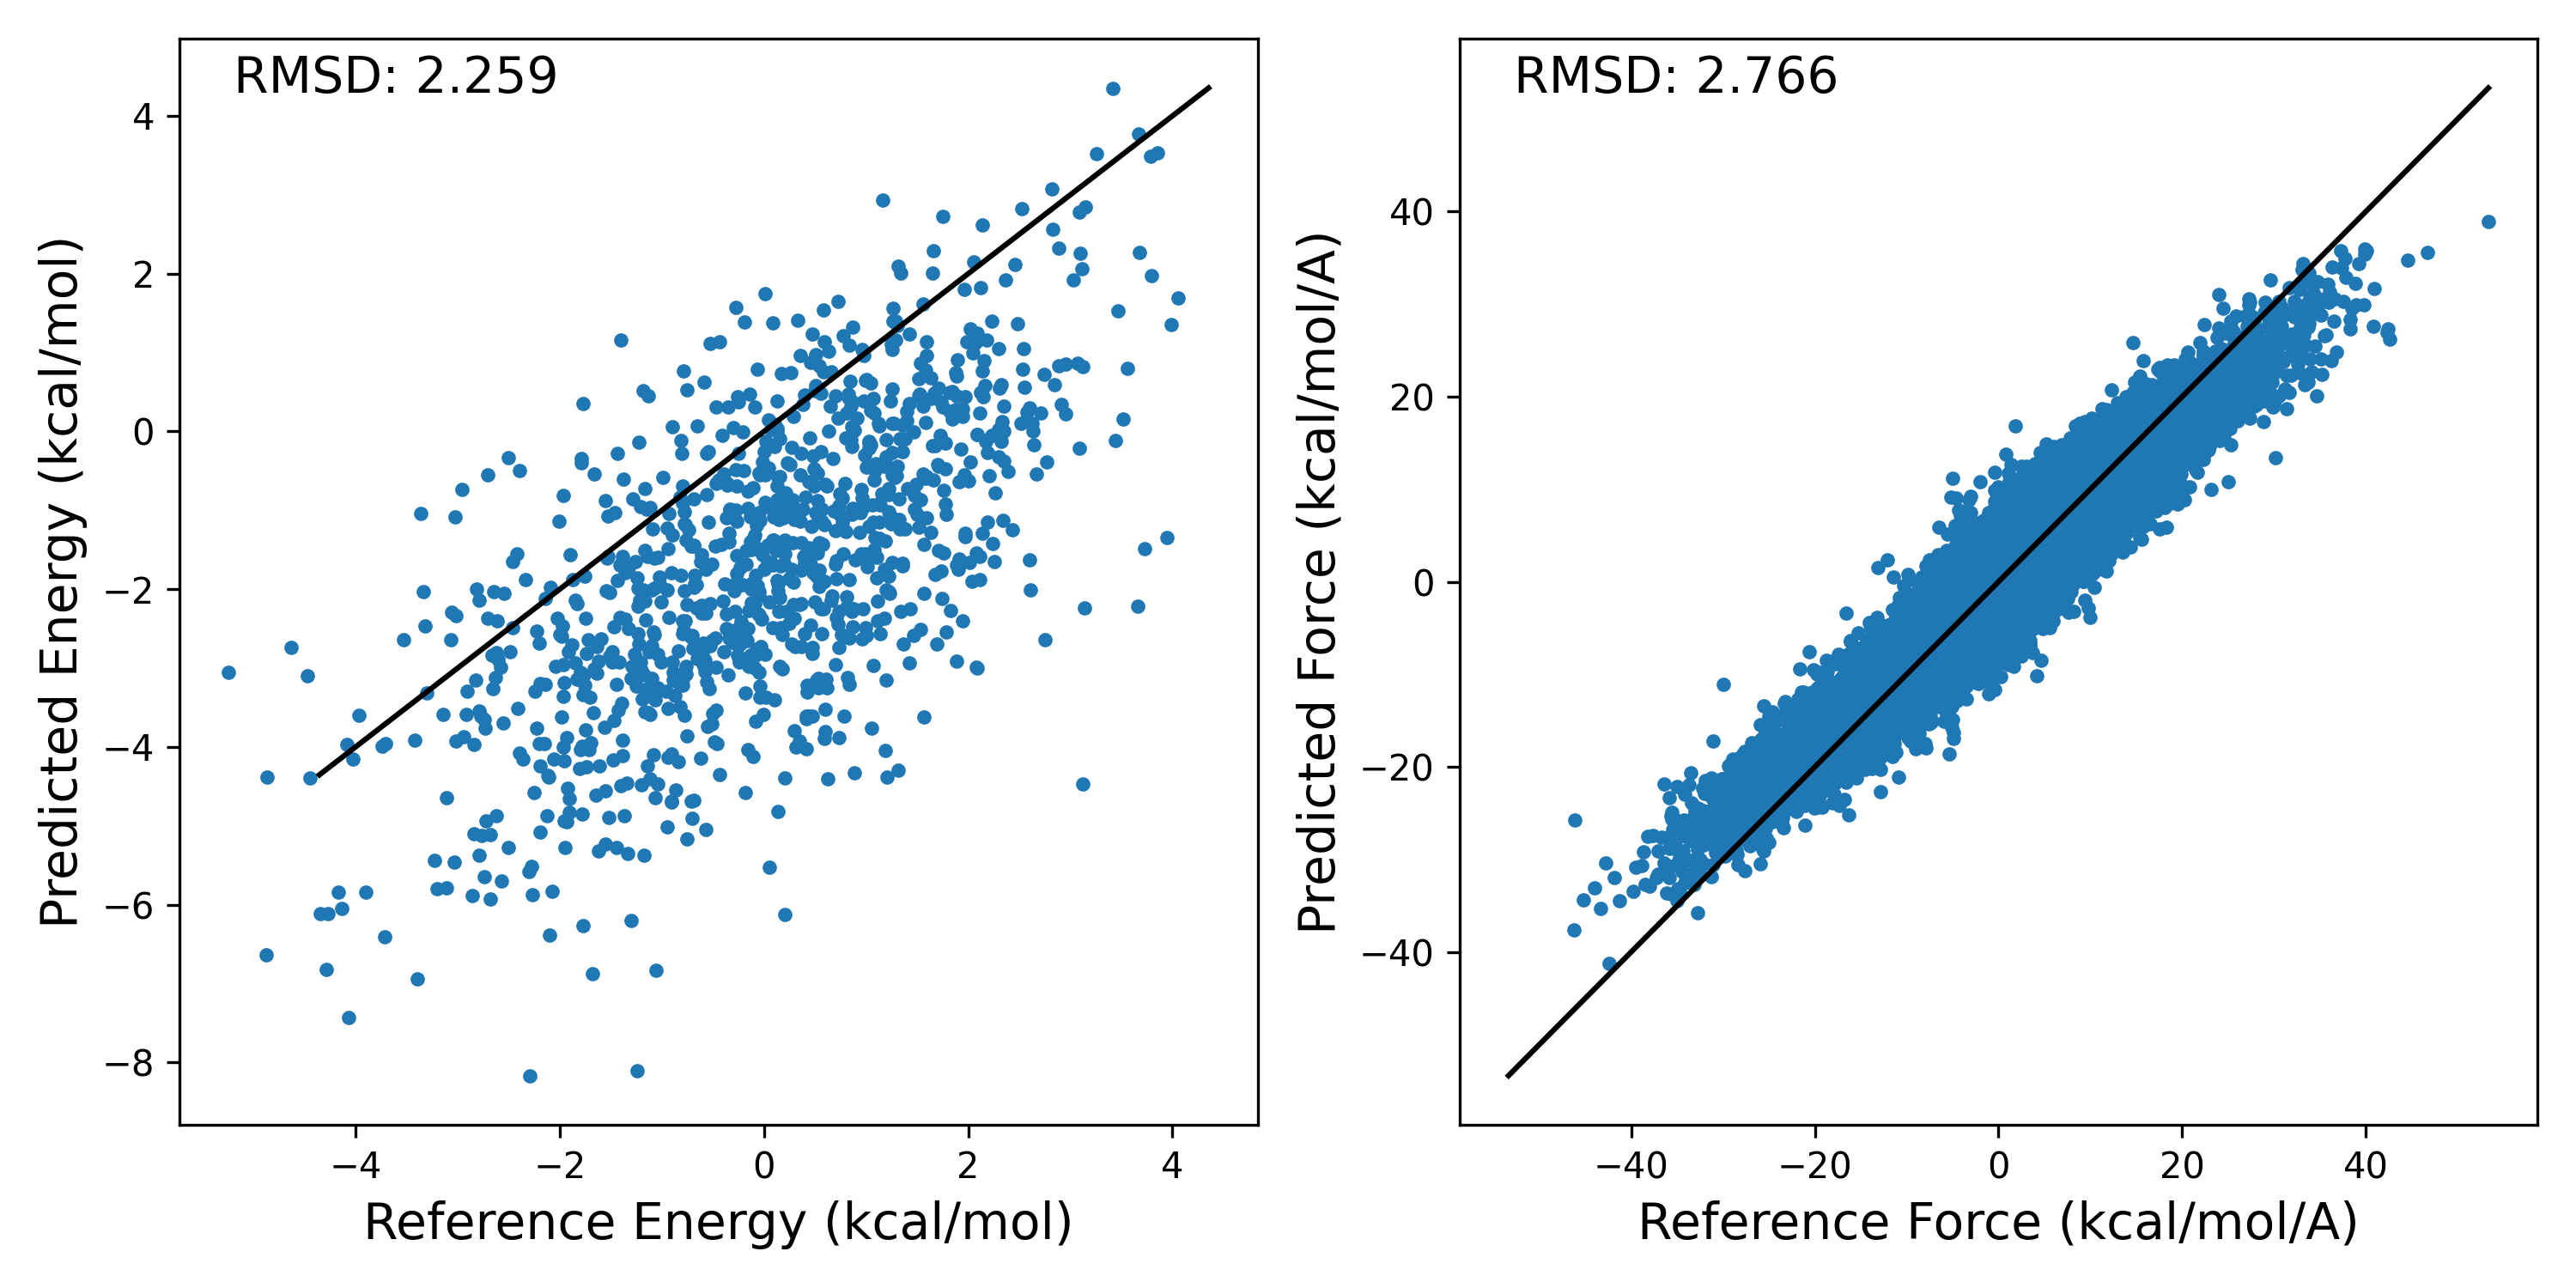 RMSD: 2.259
4
2
0
−2
−4
−6
−8
Predicted Energy (kcal/mol)
−4 −2 0 2 4
Reference Energy (kcal/mol)
RMSD: 2.766
40
20
0
−20
−40
Predicted Force (kcal/mol/A)
−40 −20 0 20 40
Reference Force (kcal/mol/A)